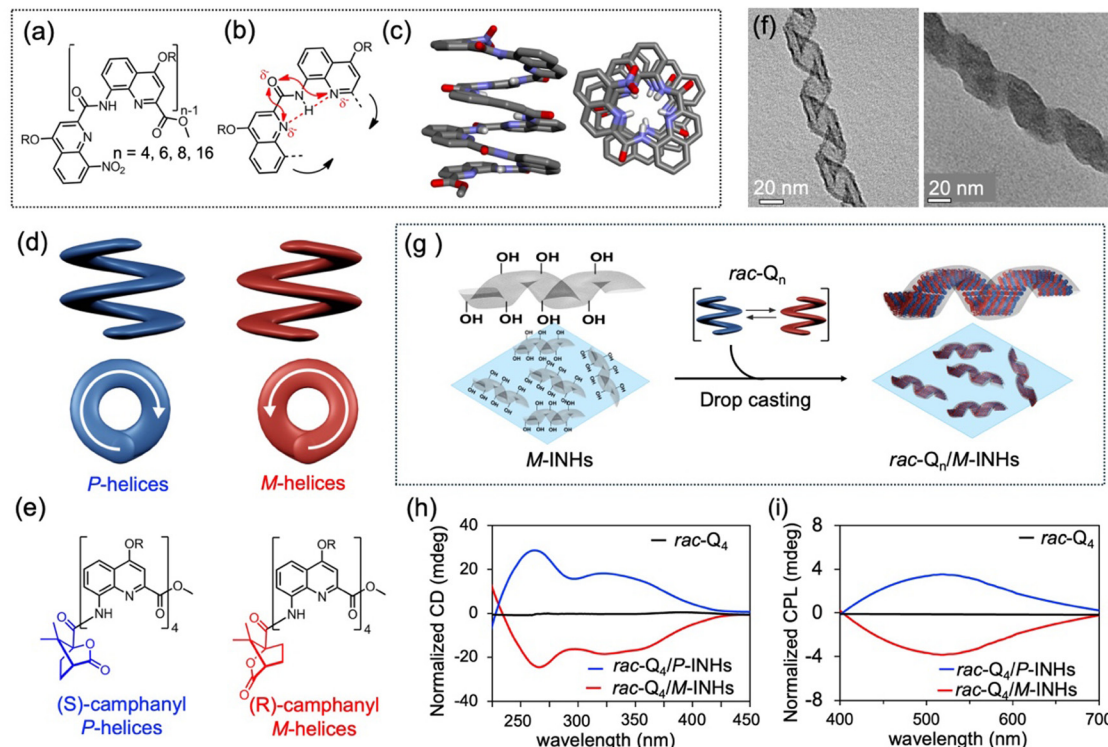 (a)
OR
O
NH
N
n-1
O
O
RO
N
NO₂
n = 4, 6, 8, 16
(b)
OR
O
δ-
N
H
N
δ-
RO
N
δ-
(c)
(d)
P-helices
M-helices
(e)
OR
N
O
NH
O
4
O
O
O
(S)-camphanyl
P-helices
OR
N
O
NH
O
4
O
O
O
(R)-camphanyl
M-helices
(f)
20 nm
20 nm
(g)
OH OH OH
OH OH OH OH
rac-Qn
Drop casting
M-INHs
rac-Qn/M-INHs
(h)
Normalized CD (mdeg)
40
20
0
-20
-40
rac-Q₄
rac-Q₄/P-INHs
rac-Q₄/M-INHs
250 300 350 400 450
wavelength (nm)
(i)
Normalized CPL (mdeg)
8
4
0
-4
-8
rac-Q₄
rac-Q₄/P-INHs
rac-Q₄/M-INHs
400 500 600 700
wavelength (nm)